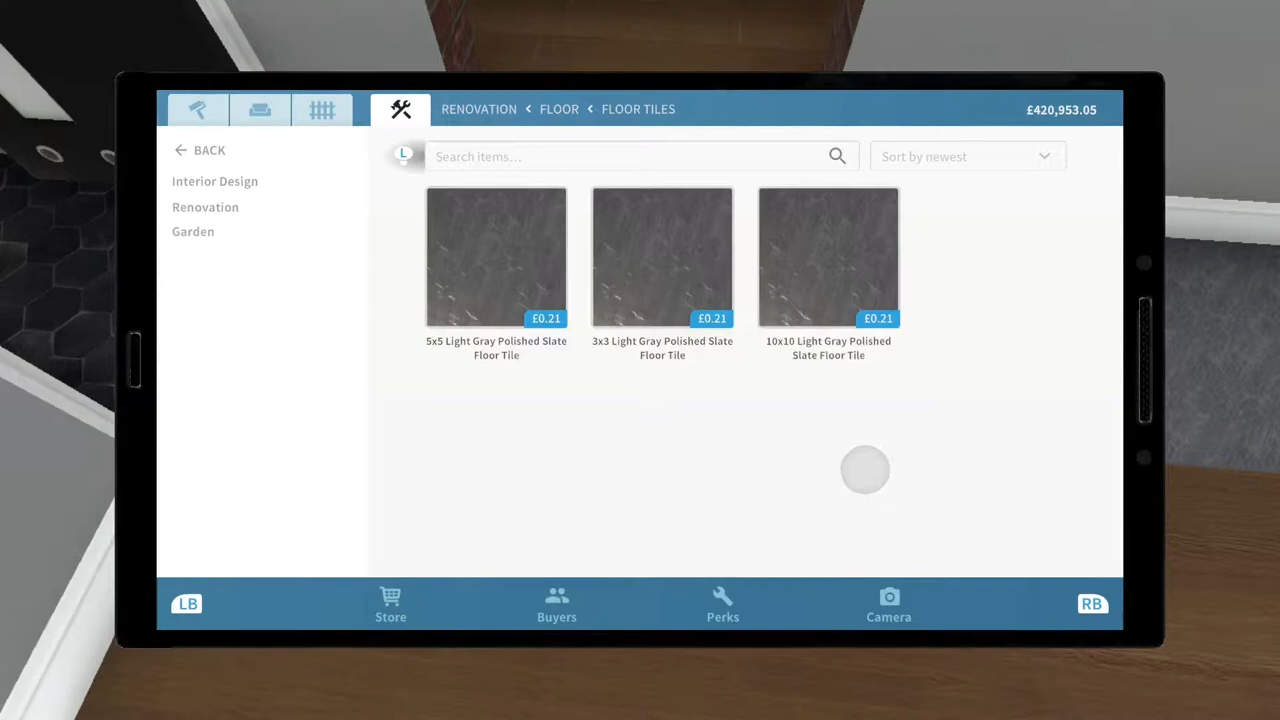 RENOVATION < FLOOR < FLOOR TILES
£420,953.05
BACK
Interior Design
Renovation
Garden
L
Search items...
Sort by newest
£0.21
£0.21
£0.21
5x5 Light Gray Polished Slate
Floor Tile
3x3 Light Gray Polished Slate
Floor Tile
10x10 Light Gray Polished
Slate Floor Tile
LB
Store
Buyers
Perks
Camera
RB